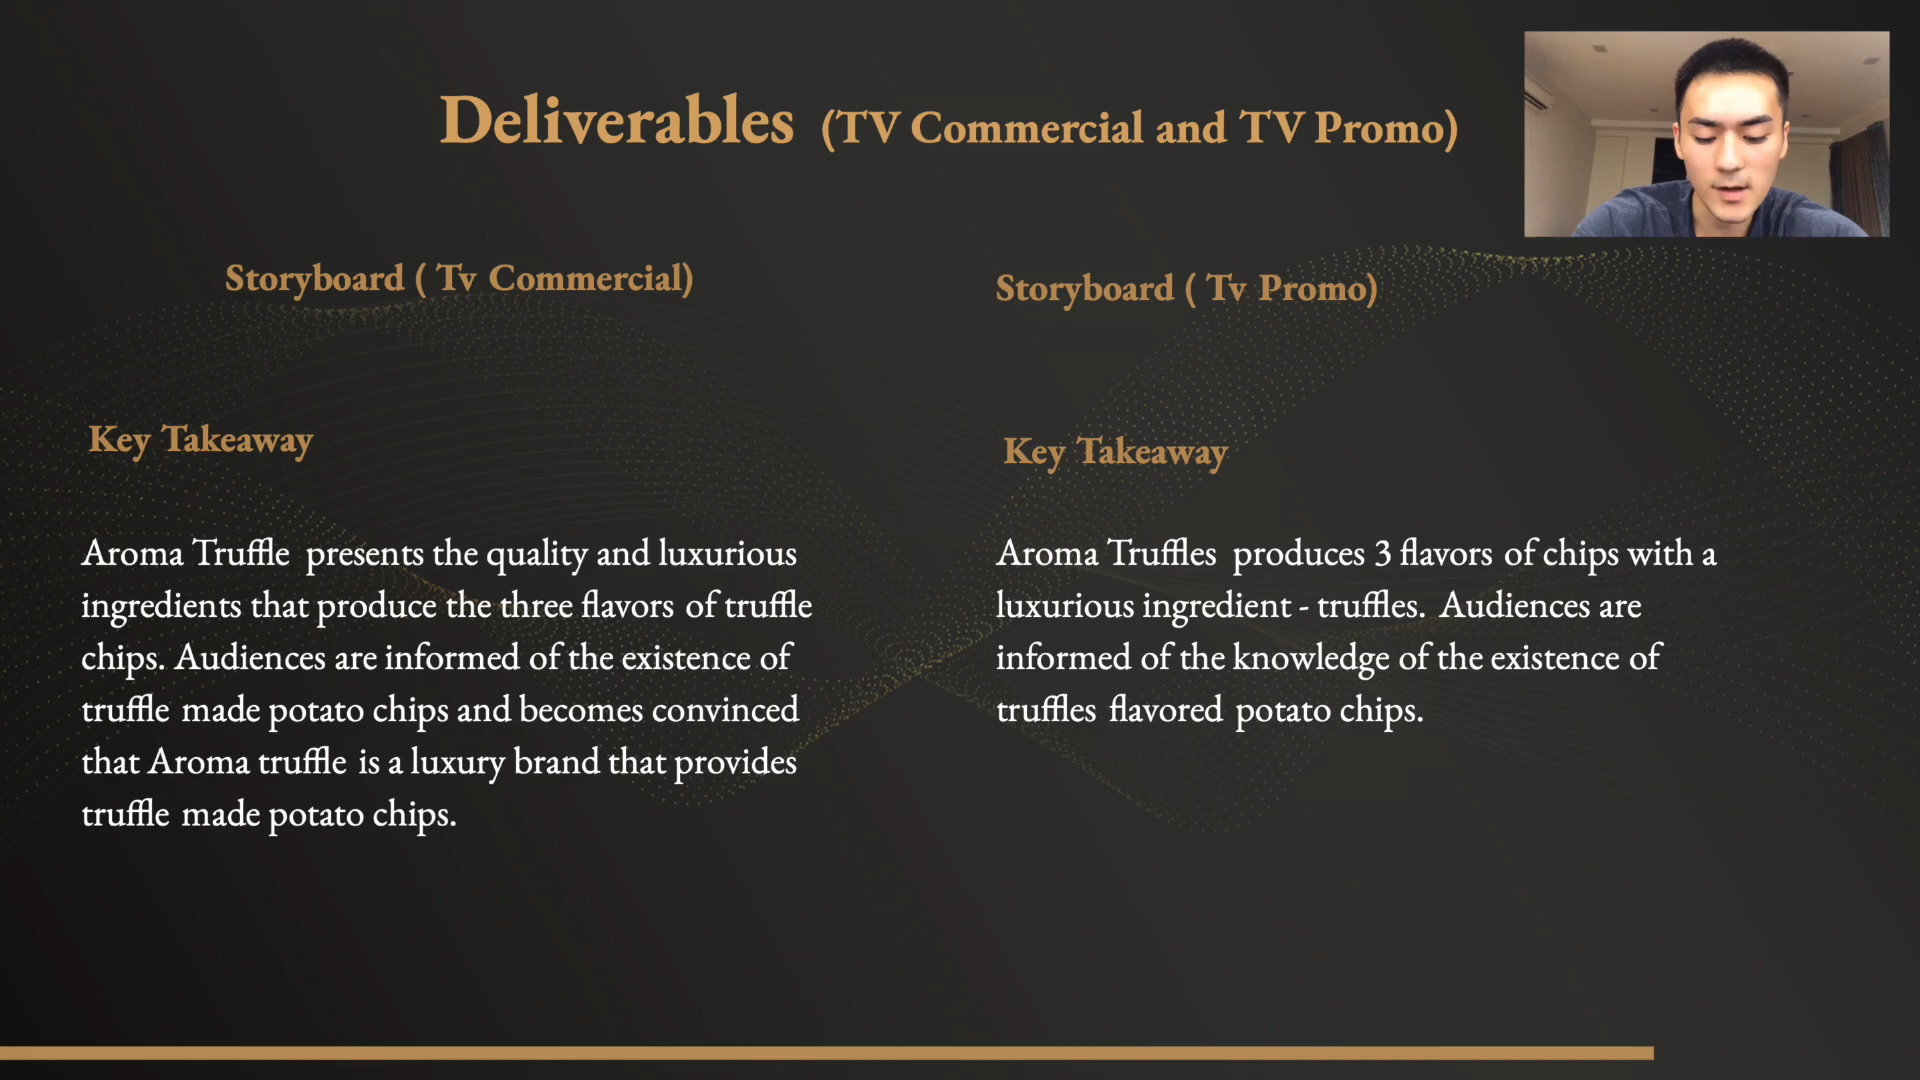 Deliverables (TV Commercial and TV Promo)
Storyboard ( Tv Commercial)
Key Takeaway
Aroma Truffle presents the quality and luxurious
ingredients that produce the three flavors of truffle
chips. Audiences are informed of the existence of
truffle made potato chips and becomes convinced
that Aroma truffle is a luxury brand that provides
truffle made potato chips.
Storyboard ( Tv Promo)
Key Takeaway
Aroma Truffles produces 3 flavors of chips with a
luxurious ingredient - truffles. Audiences are
informed of the knowledge of the existence of
truffles flavored potato chips.